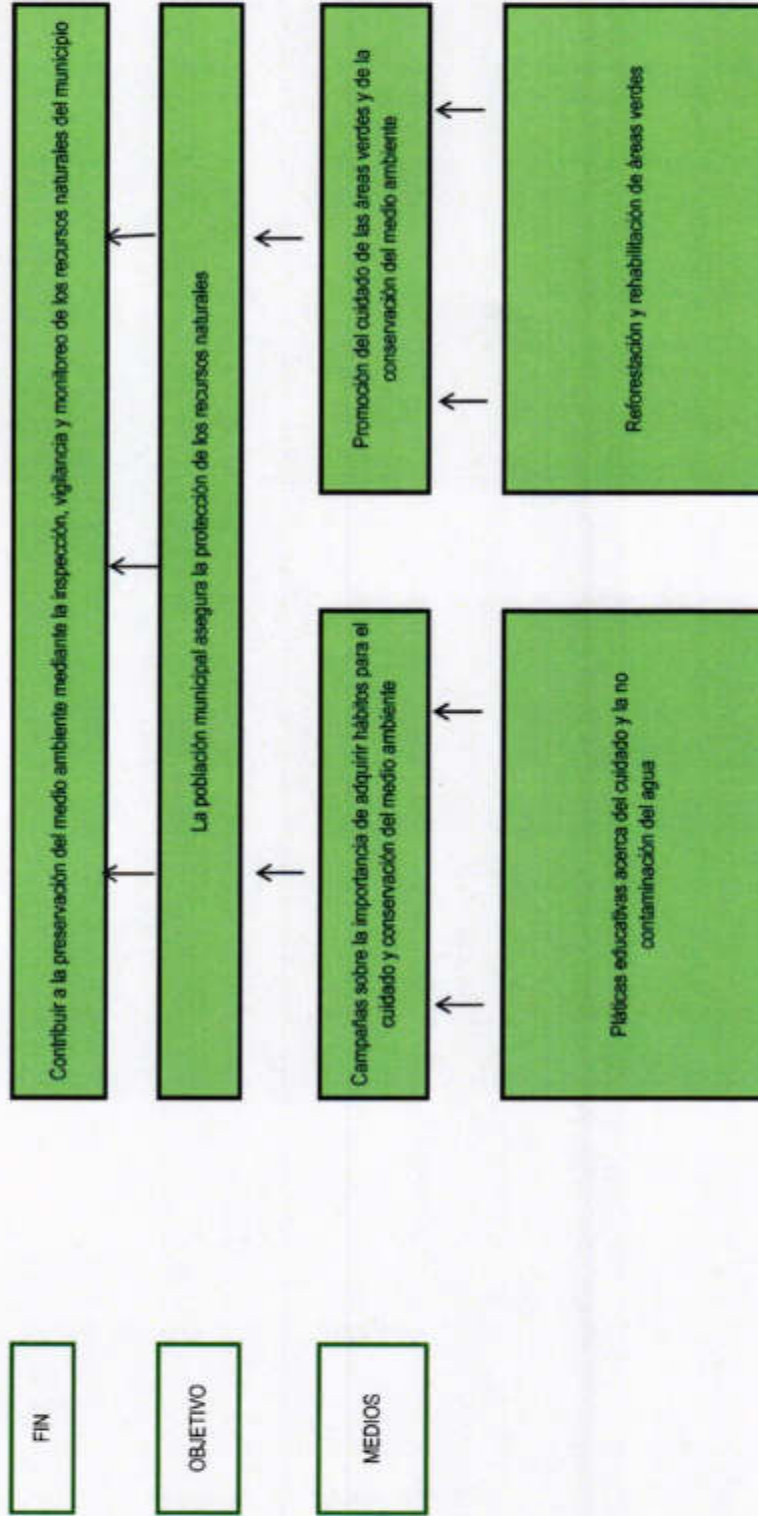 FIN
Contribuir a la preservación del medio ambiente mediante la inspección, vigilancia y monitoreo de los recursos naturales del municipio
OBJETIVO
La población municipal asegura la protección de los recursos naturales
MEDIOS
Campañas sobre la importancia de adquirir hábitos para el
cuidado y conservación del medio ambiente
Promoción del cuidado de las áreas verdes y de la
conservación del medio ambiente
Pláticas educativas acerca del cuidado y la no
contaminación del agua
Reforestación y rehabilitación de áreas verdes